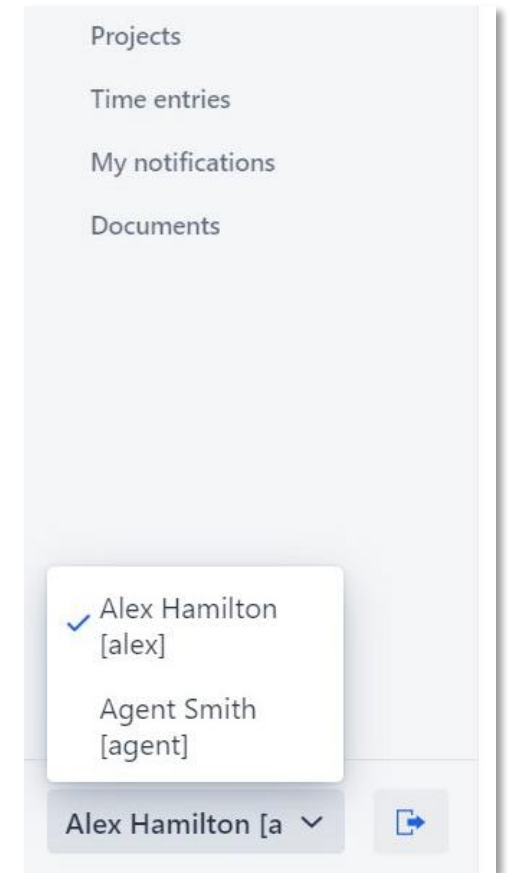 Projects
Time entries
My notifications
Documents
Alex Hamilton
[alex]
Agent Smith
[agent]
Alex Hamilton [a